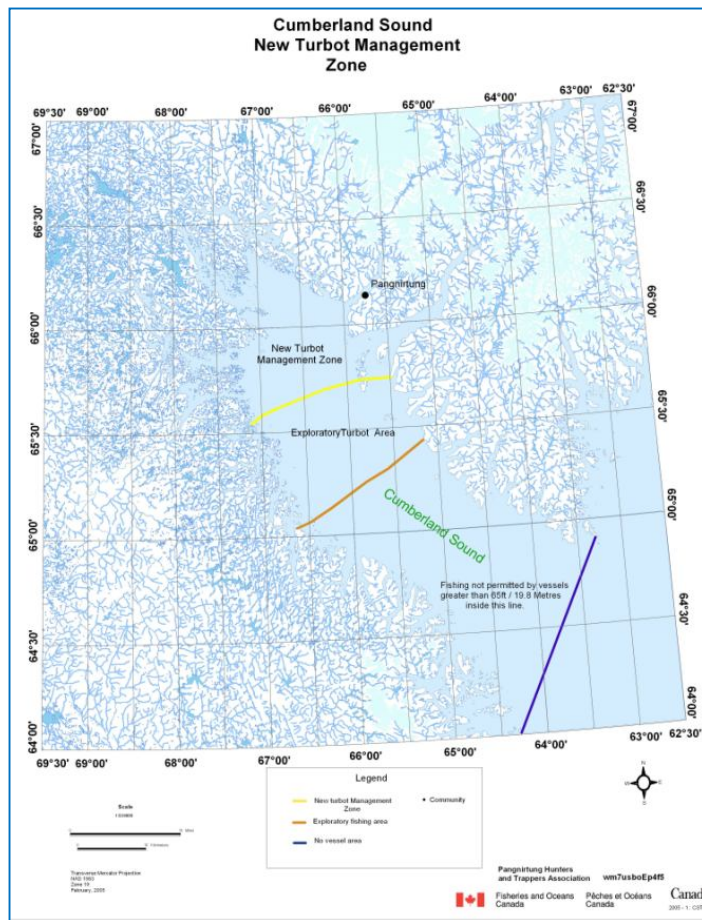 Cumberland Sound
New Turbot Management
Zone
69°30' 69°00' 68°00' 67°00' 66°00' 65°00' 64°00' 63°00' 62°30'
67°00' 67°00'
66°30' 66°30'
Pangnirtung
66°00' 66°00'
New Turbot
Management Zone
65°30' 65°30'
ExploratoryTurbot Area
65°00' 65°00'
Cumberland Sound
Fishing not permitted by vessels
greater than 65ft / 19.8 Metres
inside this line.
64°30' 64°30'
64°00' 64°00'
69°30' 69°00' 68°00' 67°00' 66°00' 65°00' 64°00' 63°00' 62°30'
Legend
New turbot Management
Zone
Community
Exploratory fishing area
No vessel area
N
W E
S
Scale
Transverse Mercator Projection
Zone 19
February, 2005
Pangnirtung Hunters
and Trappers Association
wm7usboEp4f5
Fisheries and Oceans
Canada
Pêches et Océans
Canada
Canada